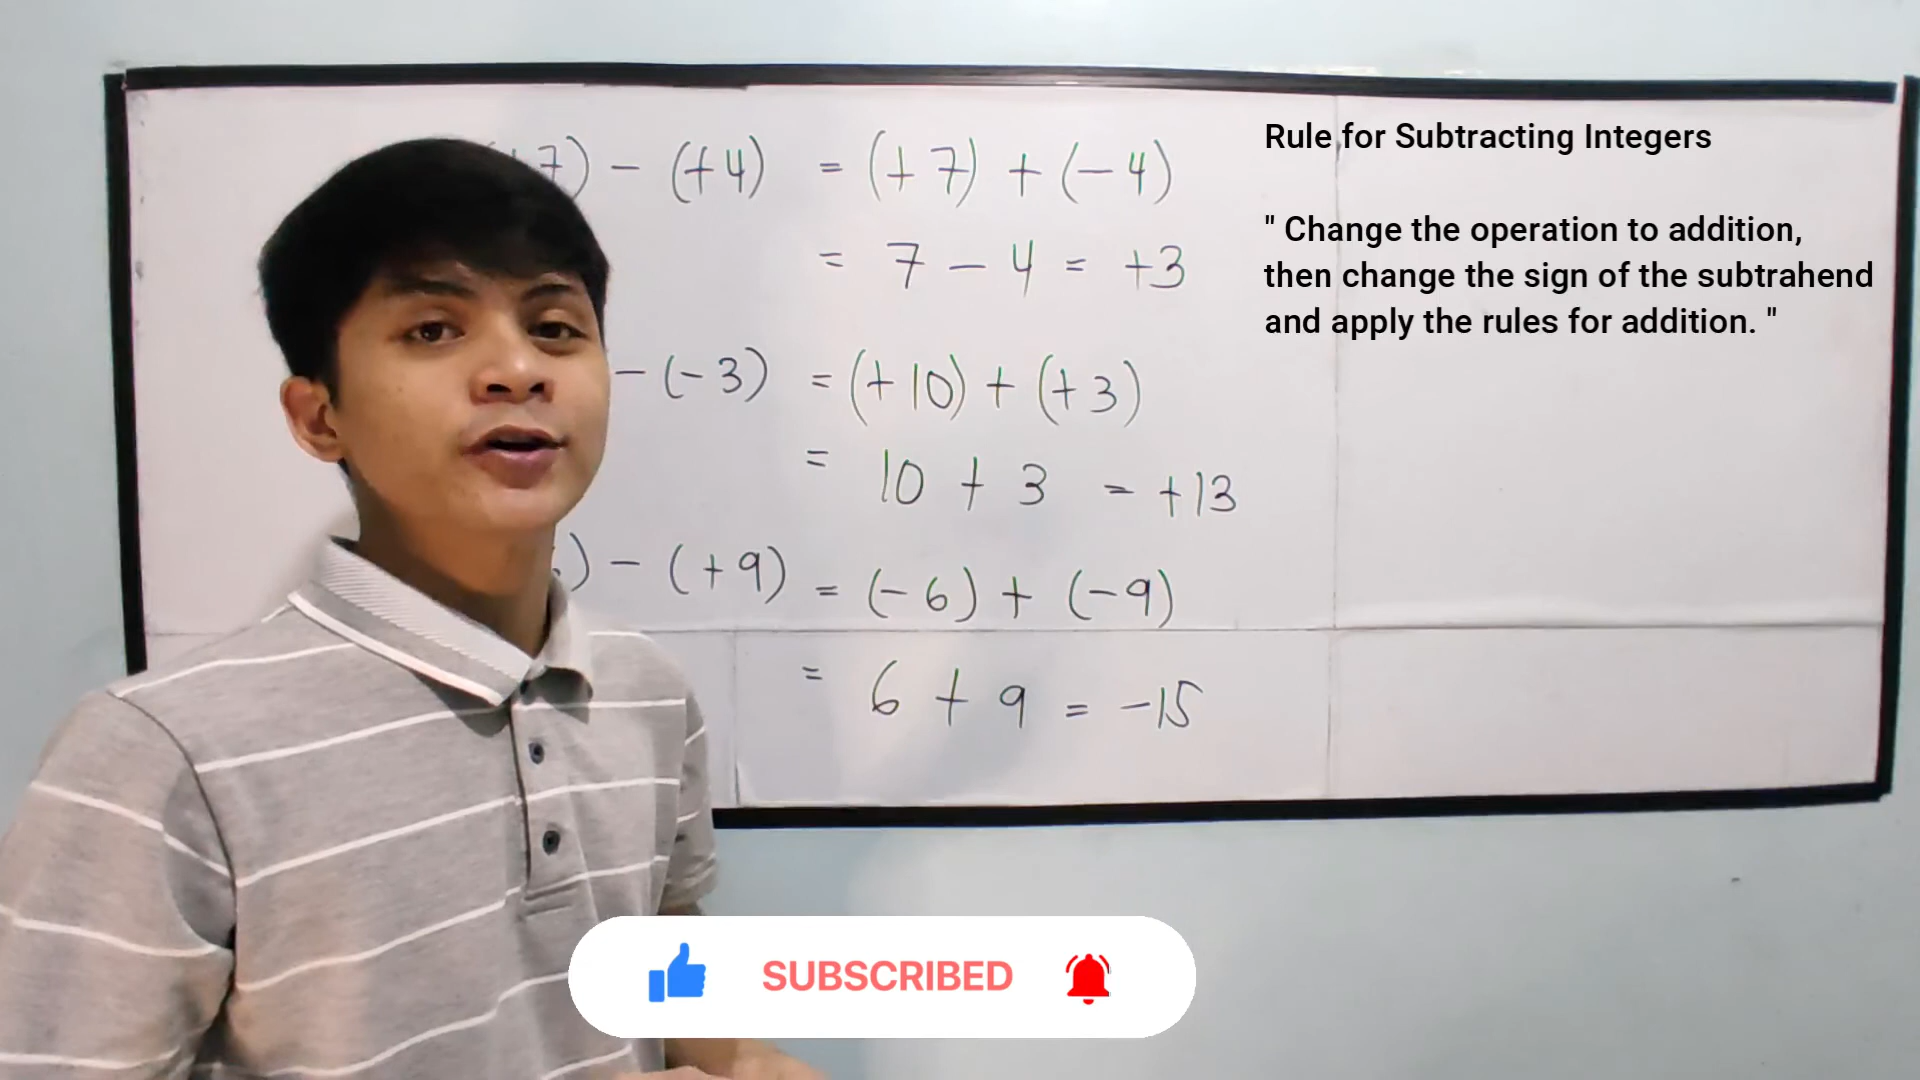 7) - (+4) = (+7) + (-4)
= 7 - 4 = +3
- (-3) = (+10) + (+3)
= 10 + 3 = +13
) - (+9) = (-6) + (-9)
= 6 + 9 = -15
Rule for Subtracting Integers
" Change the operation to addition,
then change the sign of the subtrahend
and apply the rules for addition. "
SUBSCRIBED